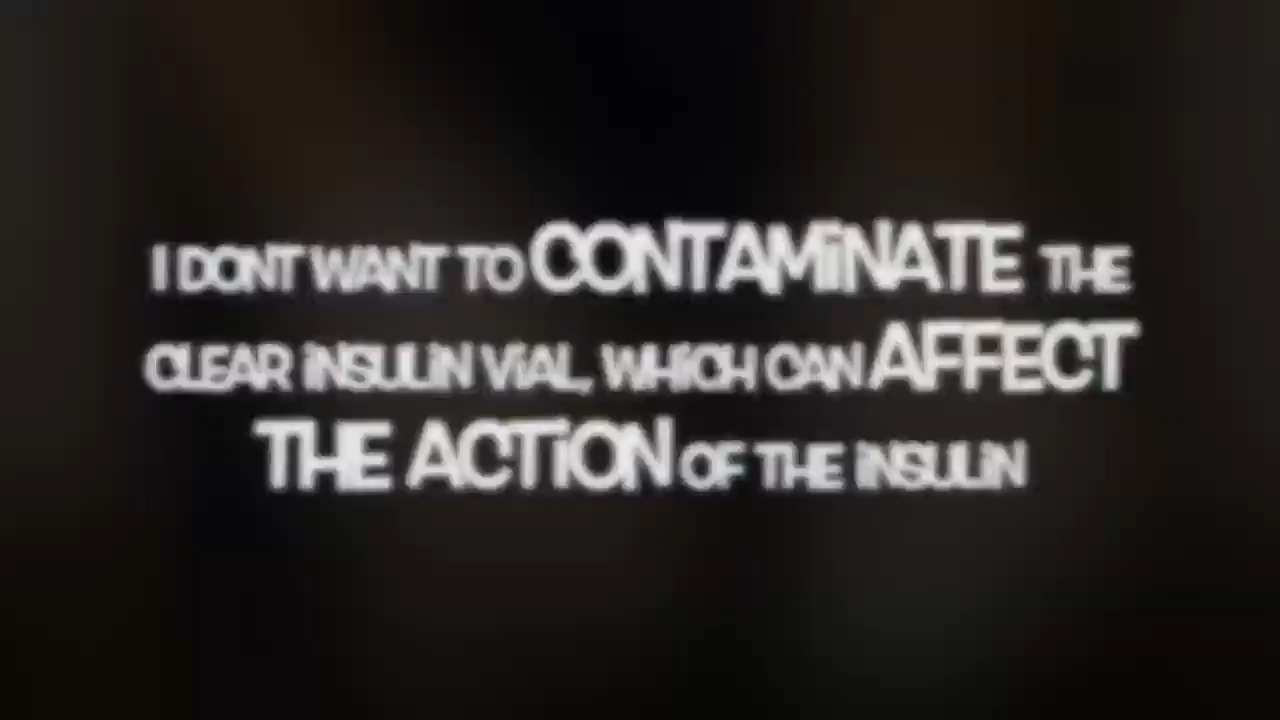 I DONT WANT TO CONTAMiNATE THE
CLEAR iNSULiN ViAL, WHiCH CAN AFFECT
THE ACTiON OF THE iNSULiN